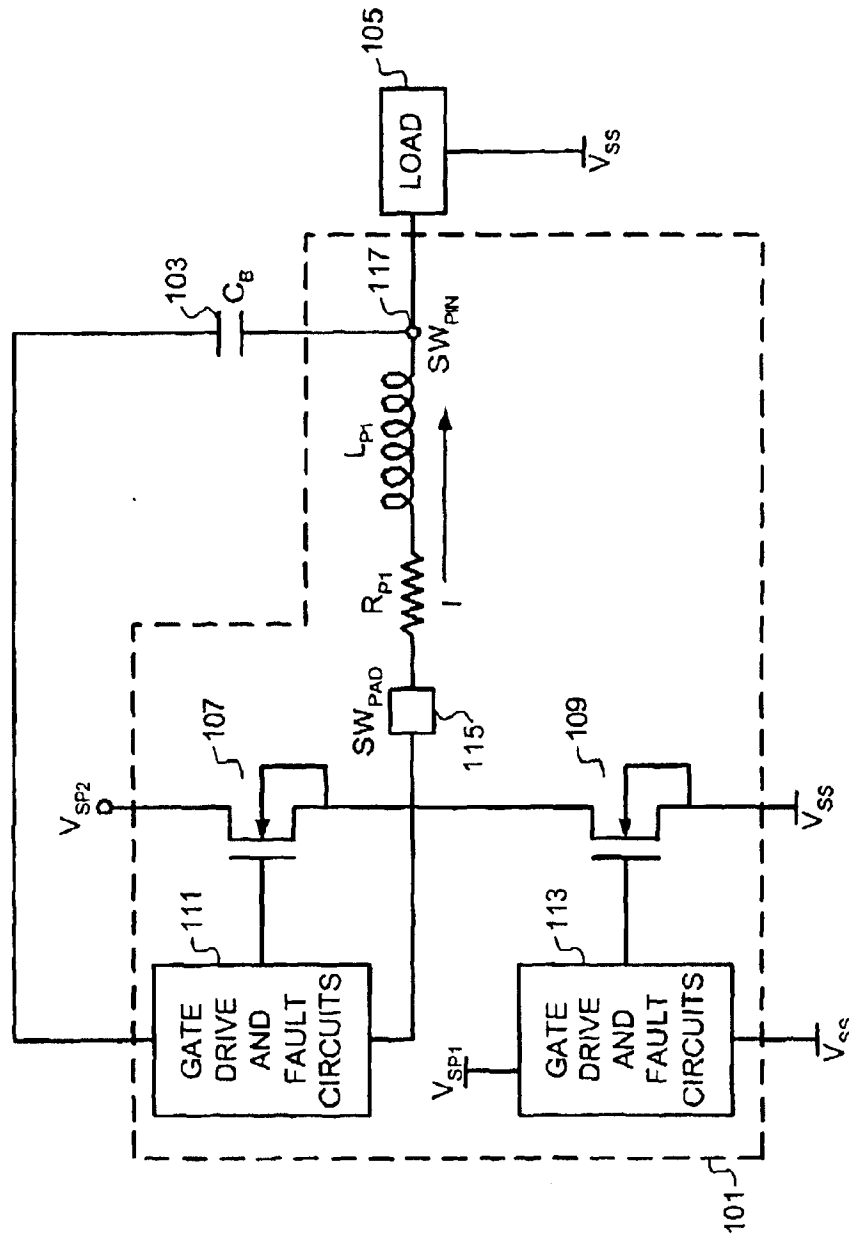 103
C_B
105
LOAD
V_SS
117
SW_PIN
L_P1
R_P1
I
SW_PAD
115
V_SP2
107
109
V_SS
111
GATE
DRIVE
AND
FAULT
CIRCUITS
113
V_SP1
GATE
DRIVE
AND
FAULT
CIRCUITS
V_SS
101